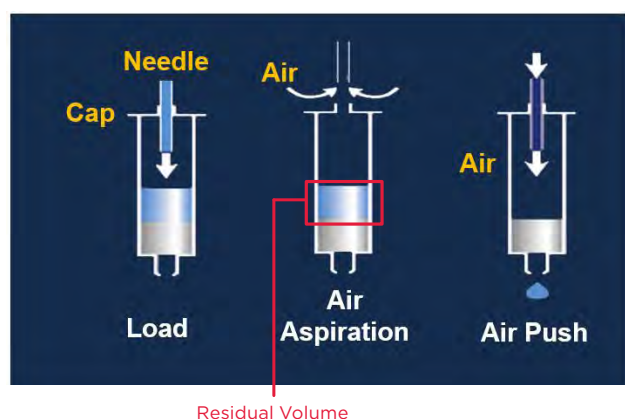 Needle
Cap
Load
Air
Air
Aspiration
Air
Air Push
Residual Volume